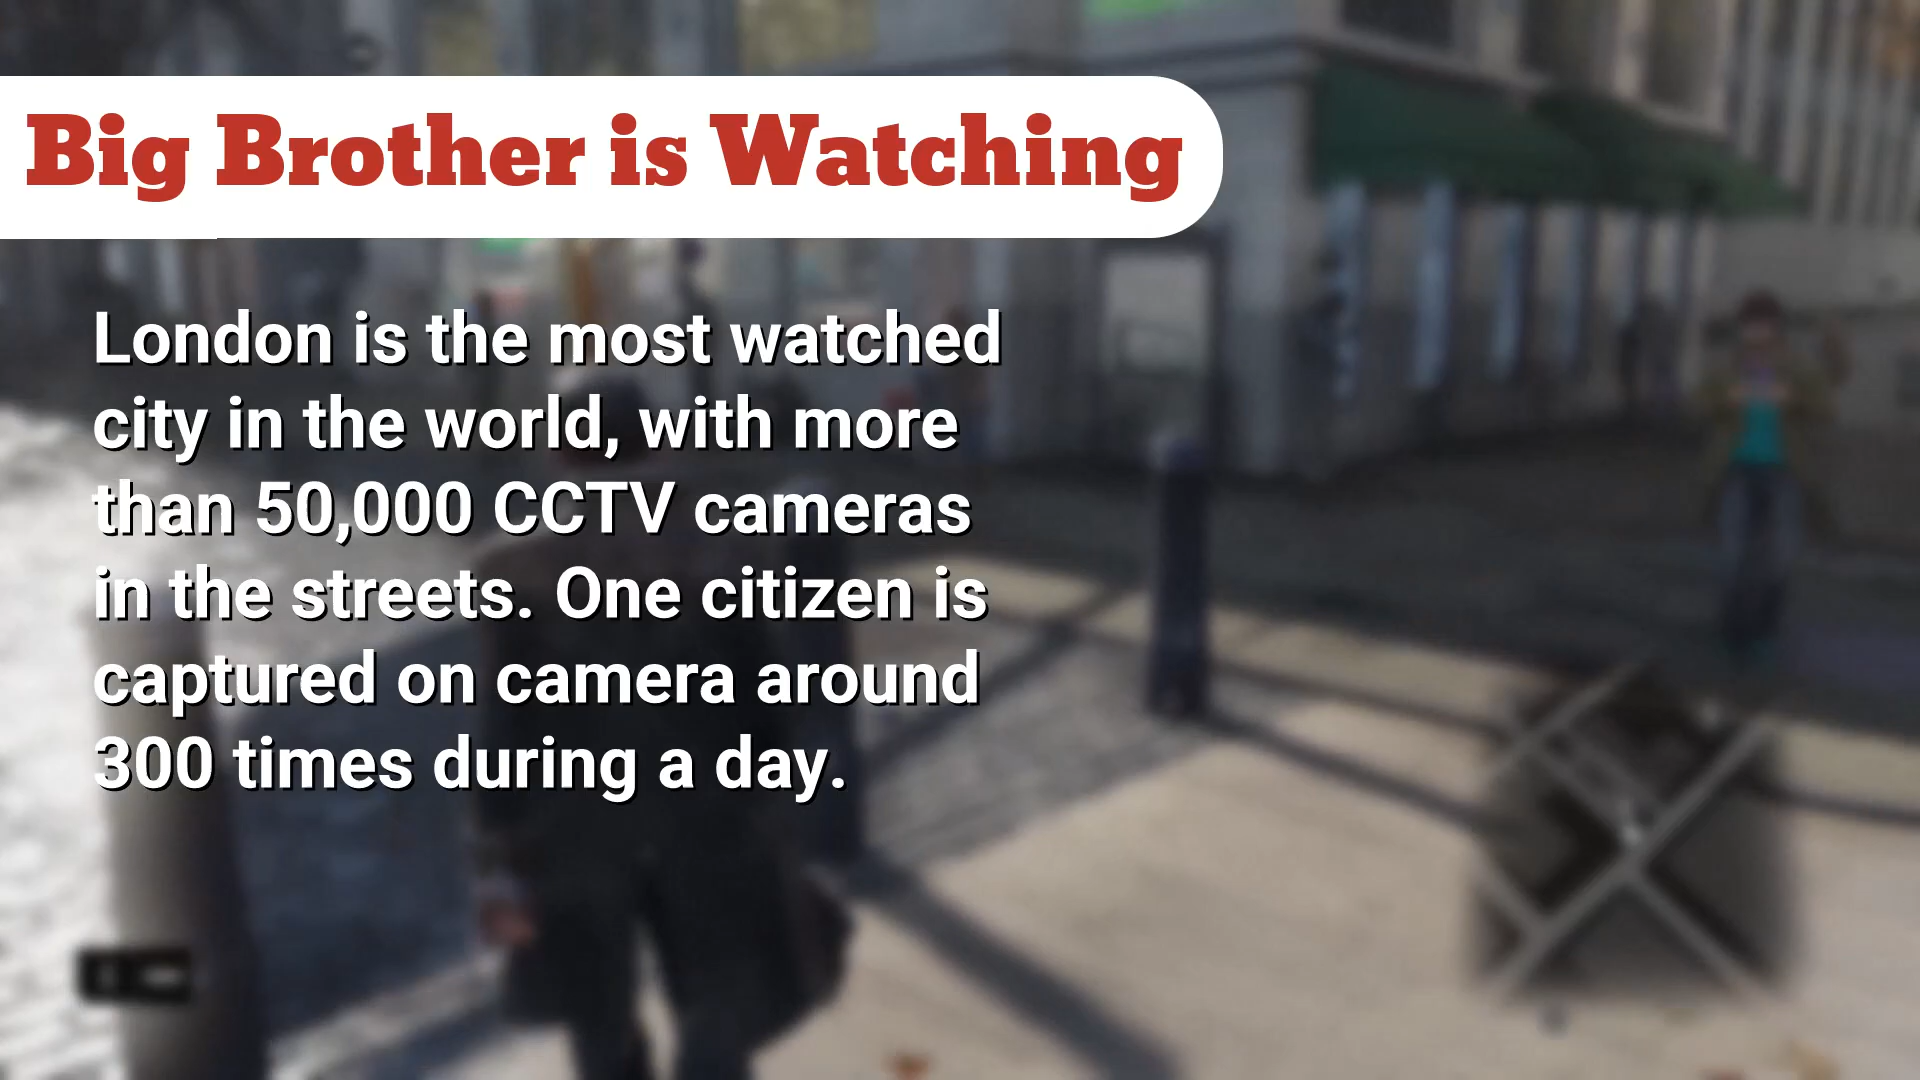 Big Brother is Watching
London is the most watched
city in the world, with more
than 50,000 CCTV cameras
in the streets. One citizen is
captured on camera around
300 times during a day.